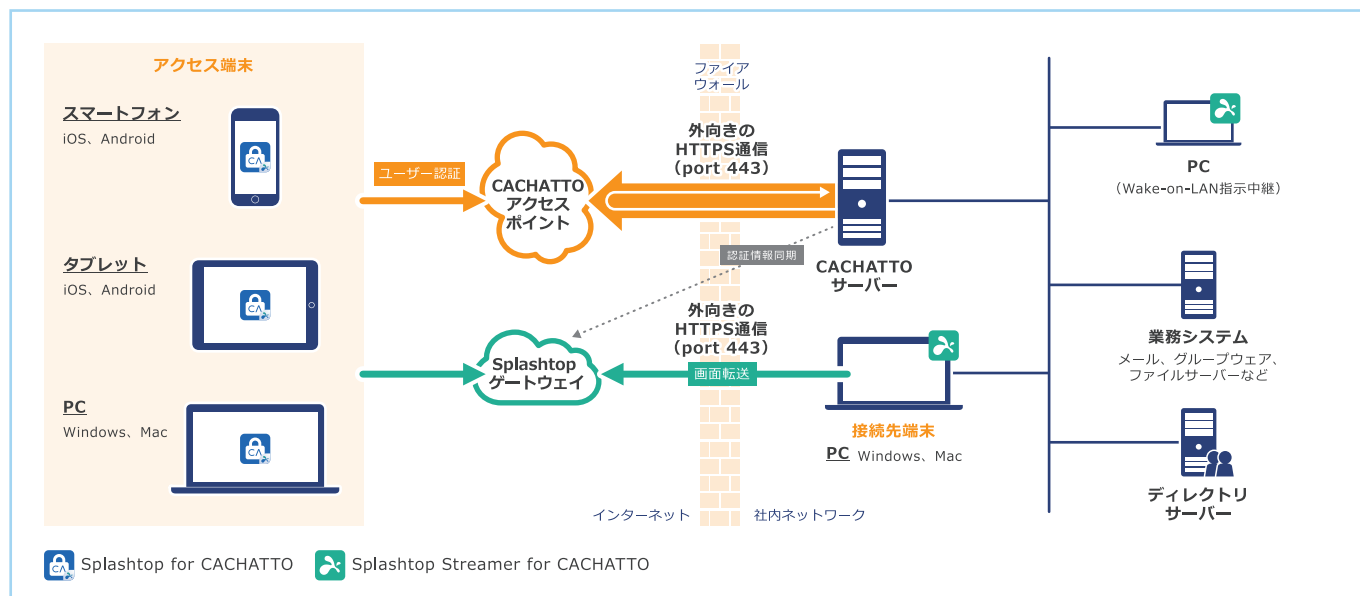 アクセス端末
スマートフォン
iOS、Android
CA
タブレット
iOS、Android
CA
PC
Windows、Mac
CA
ユーザー認証
CACHATTO
アクセス
ポイント
Splashtop
ゲートウェイ
ファイア
ウォール
外向きの
HTTPS通信
(port 443)
認証情報同期
外向きの
HTTPS通信
(port 443)
画面転送
インターネット
社内ネットワーク
CACHATTO
サーバー
接続先端末
PC Windows、Mac
PC
(Wake-on-LAN指示中継)
業務システム
メール、グループウェア、
ファイルサーバーなど
ディレクトリ
サーバー
CA Splashtop for CACHATTO
Splashtop Streamer for CACHATTO